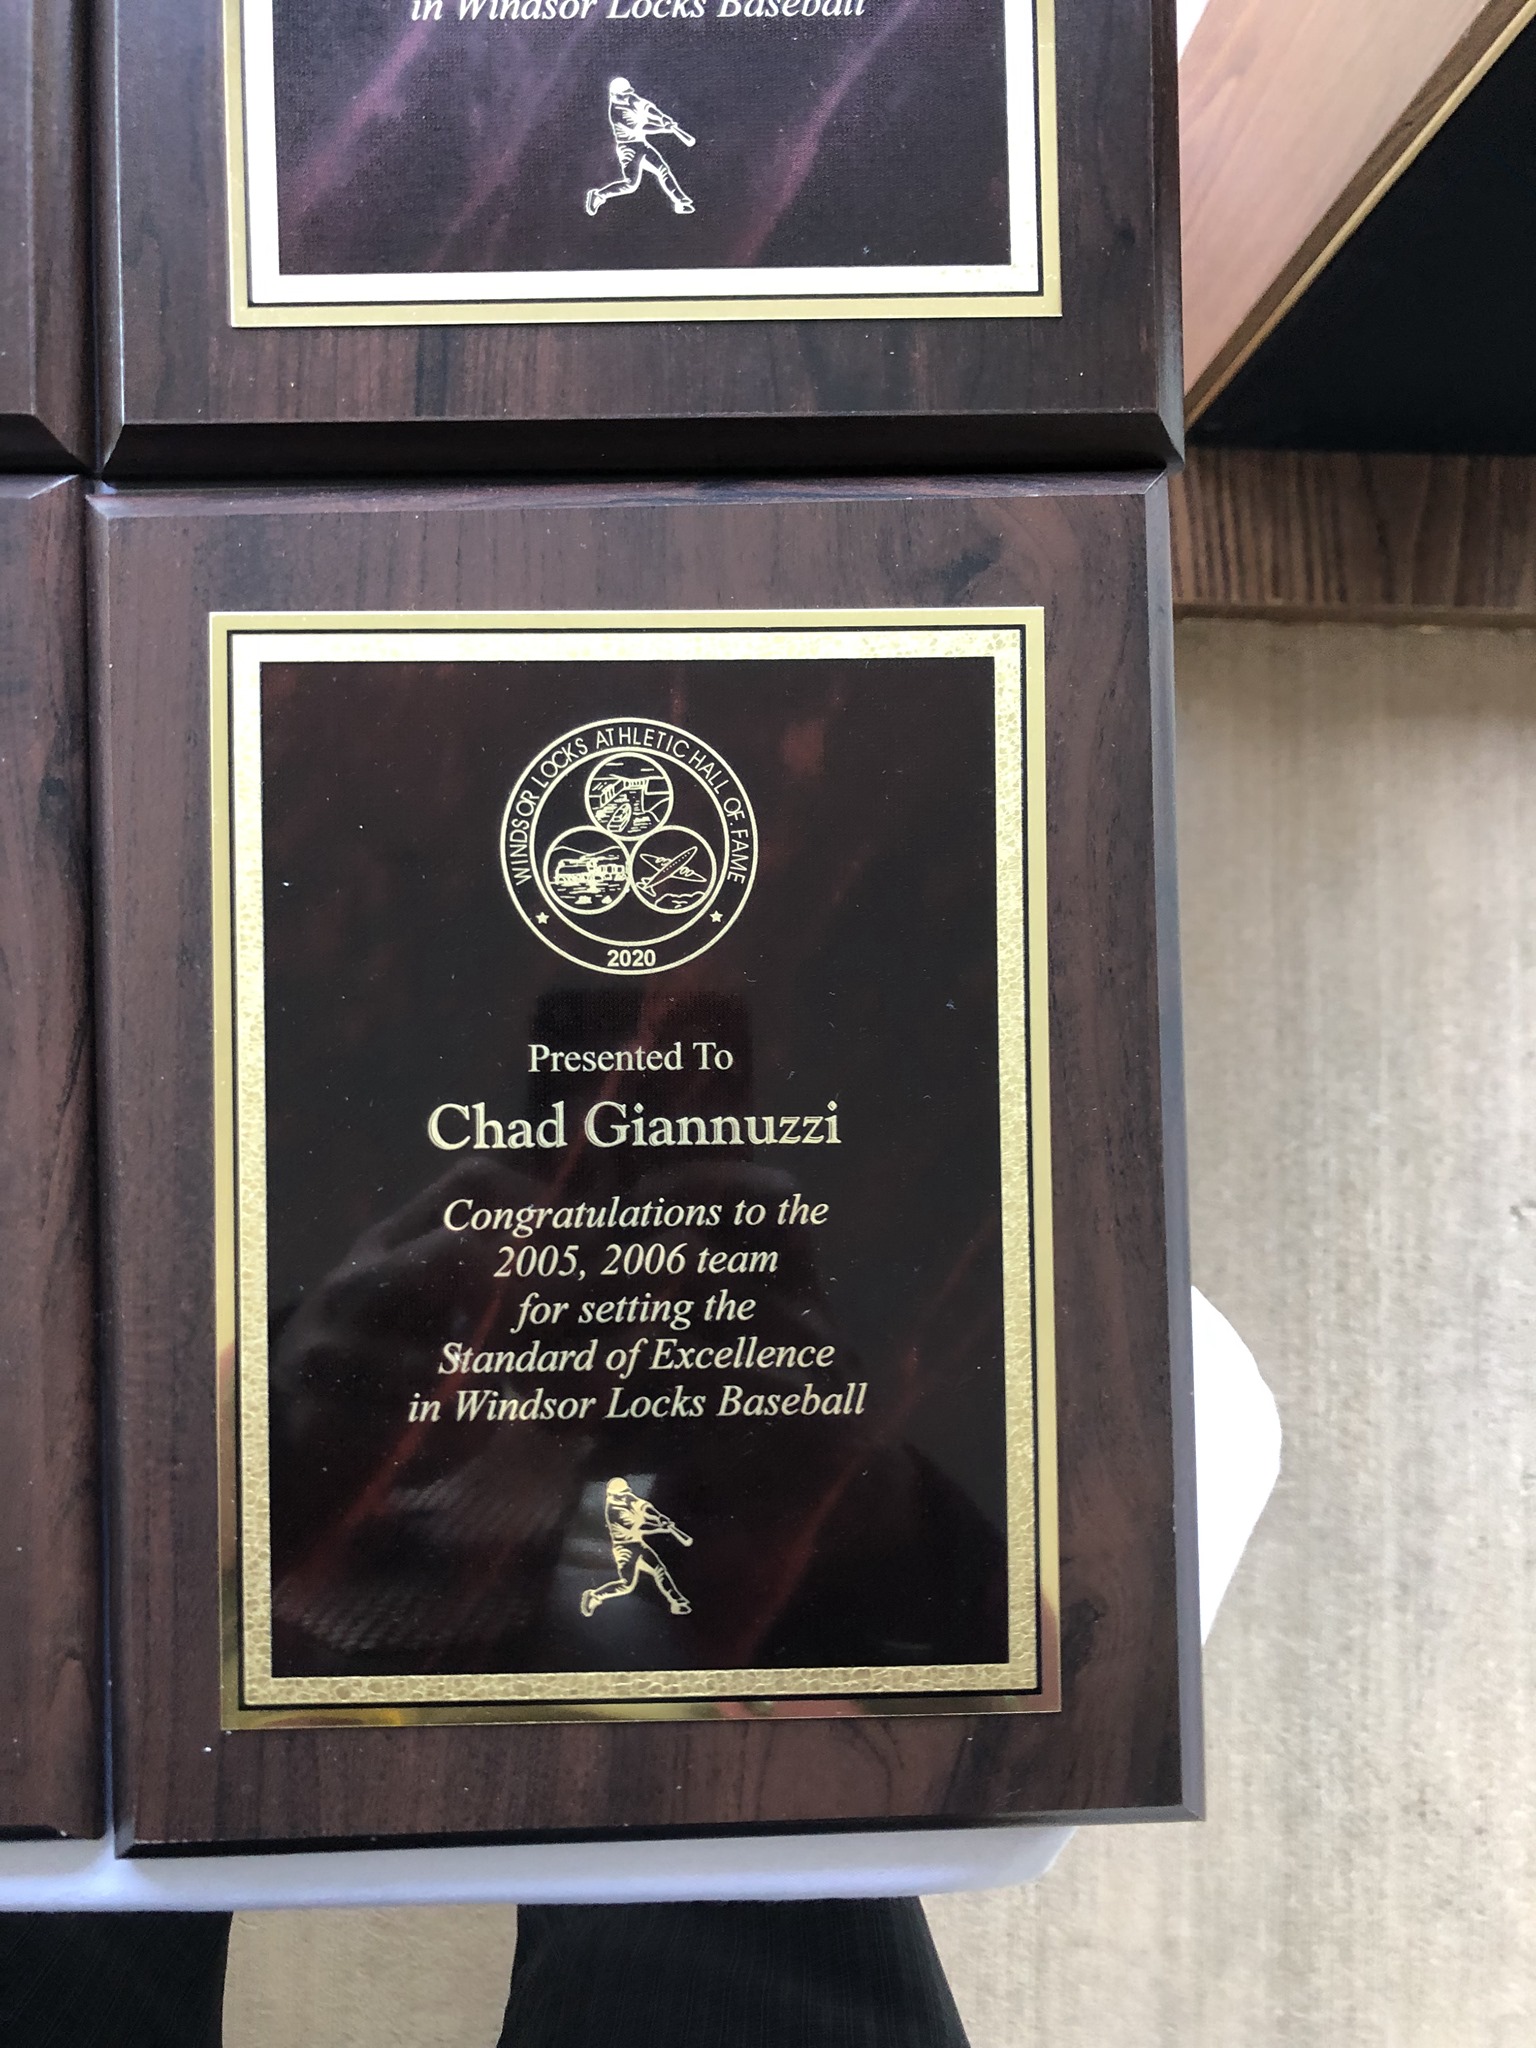 in Windsor Locks Baseball
WINDSOR LOCKS ATHLETIC HALL OF FAME
2020
Presented To
Chad Giannuzzi
Congratulations to the
2005, 2006 team
for setting the
Standard of Excellence
in Windsor Locks Baseball